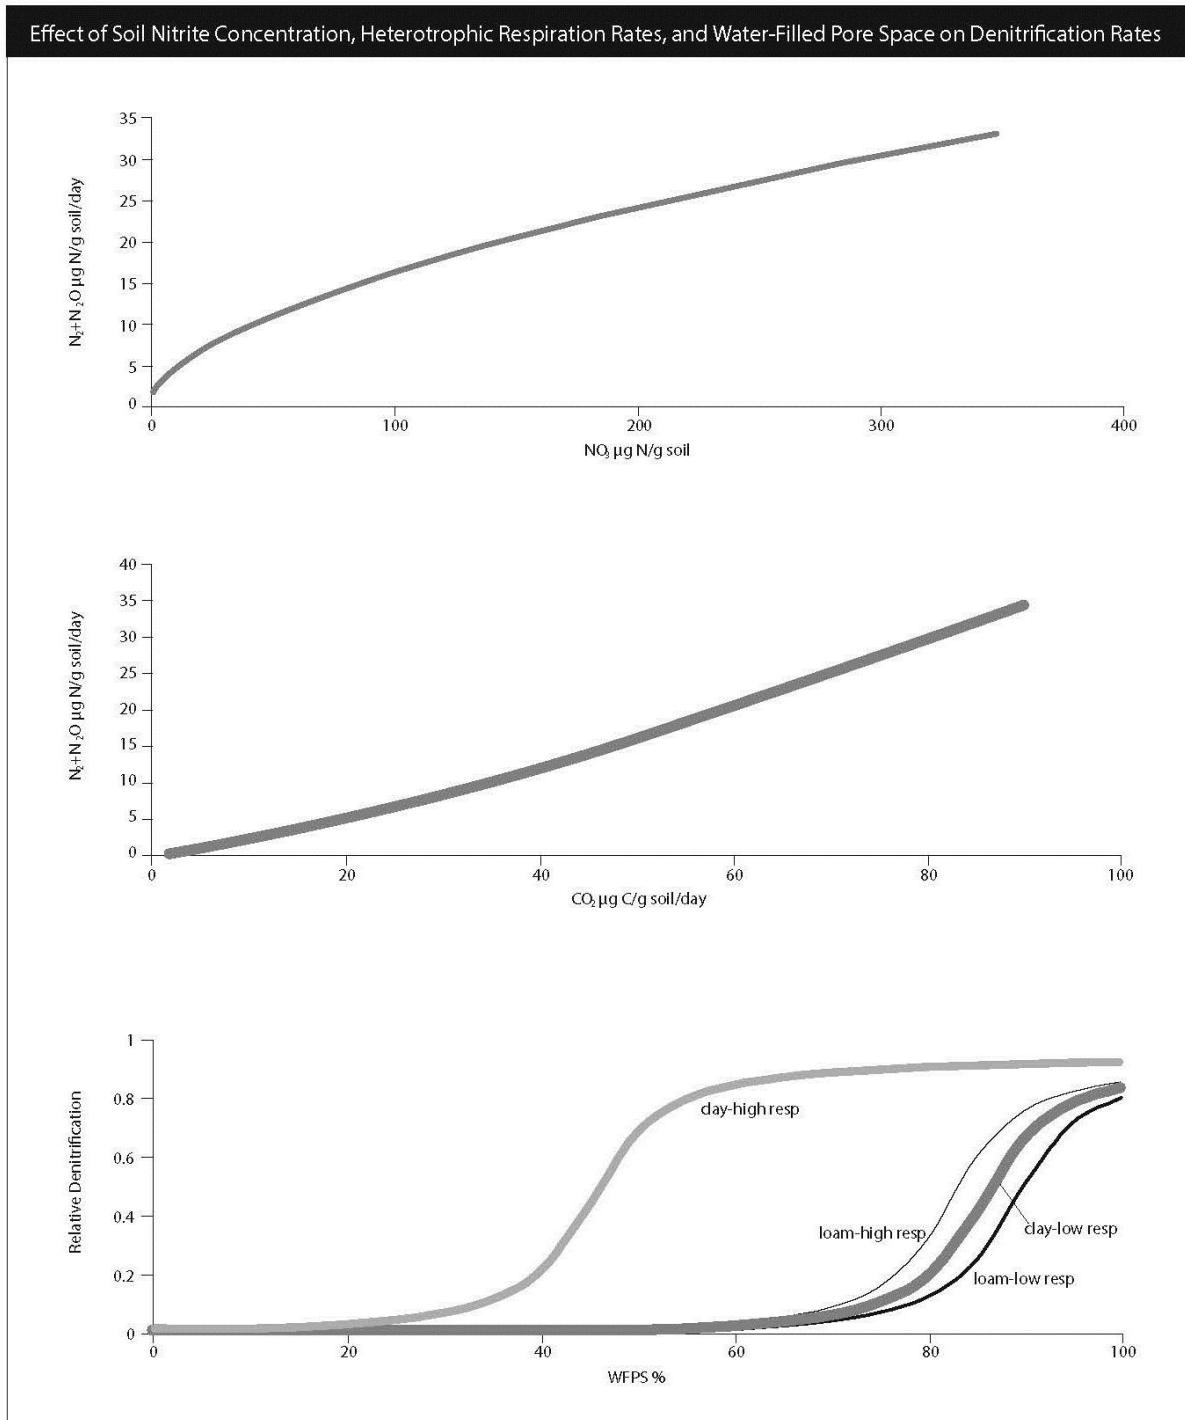 Effect of Soil Nitrite Concentration, Heterotrophic Respiration Rates, and Water-Filled Pore Space on Denitrification Rates
35
30
25
20
15
10
5
0
N₂+N₂O µg N/g soil/day
0 100 200 300 400
NO₃ µg N/g soil
40
35
30
25
20
15
10
5
0
N₂+N₂O µg N/g soil/day
0 20 40 60 80 100
CO₂ µg C/g soil/day
1
0.8
0.6
0.4
0.2
0
Relative Denitrification
clay-high resp
loam-high resp
clay-low resp
loam-low resp
0 20 40 60 80 100
WFPS %